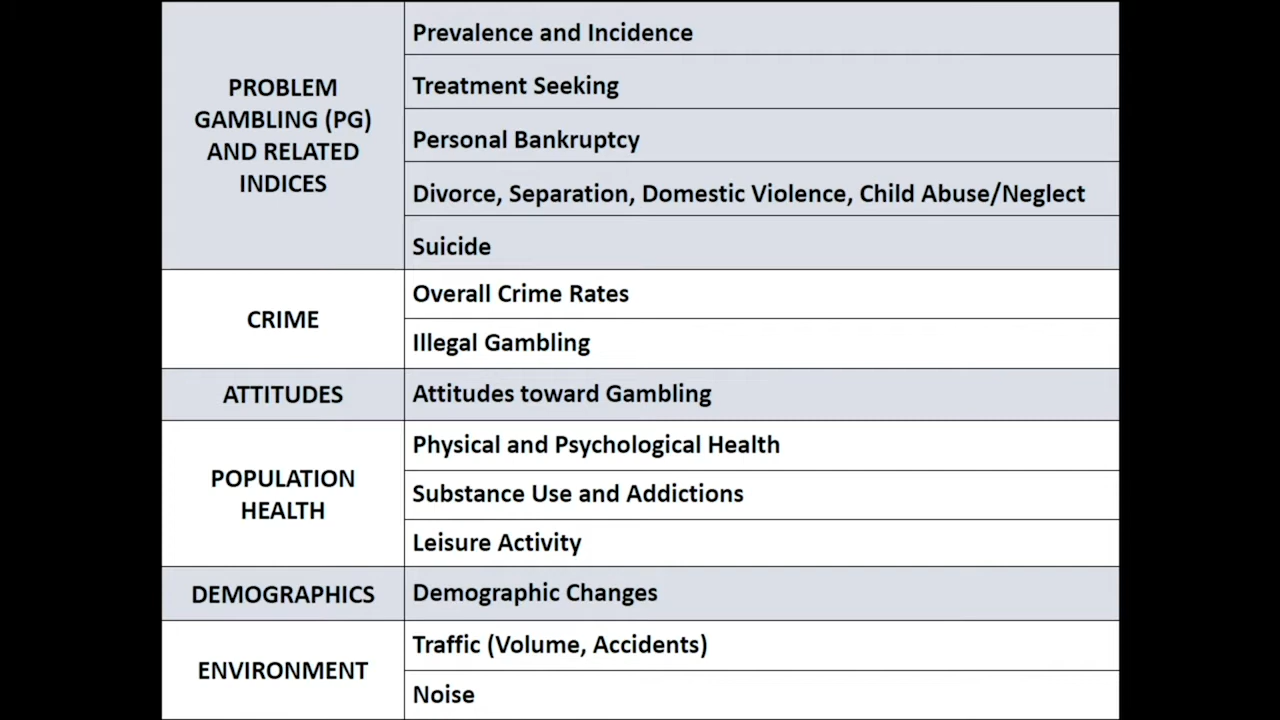 PROBLEM
GAMBLING (PG)
AND RELATED
INDICES
Prevalence and Incidence
Treatment Seeking
Personal Bankruptcy
Divorce, Separation, Domestic Violence, Child Abuse/Neglect
Suicide
CRIME
Overall Crime Rates
Illegal Gambling
ATTITUDES
Attitudes toward Gambling
POPULATION
HEALTH
Physical and Psychological Health
Substance Use and Addictions
Leisure Activity
DEMOGRAPHICS
Demographic Changes
ENVIRONMENT
Traffic (Volume, Accidents)
Noise